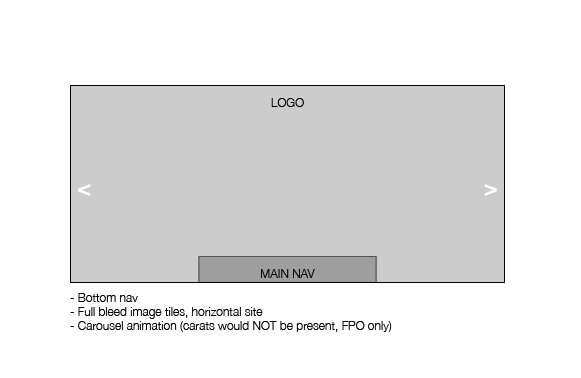 LOGO
< >
MAIN NAV
- Bottom nav
- Full bleed image tiles, horizontal site
- Carousel animation (carats would NOT be present, FPO only)